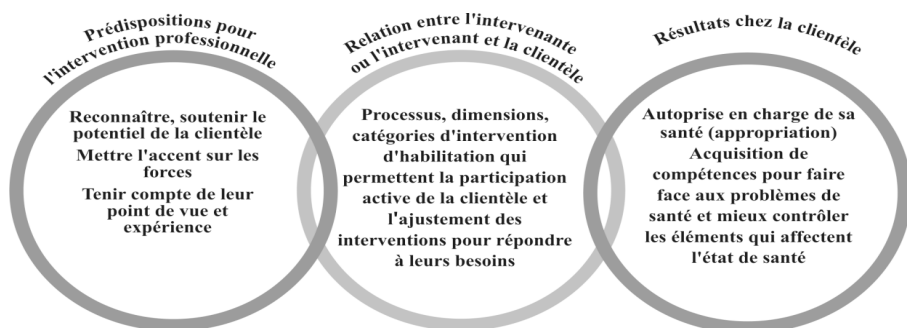 Prédispositions pour
l'intervention professionnelle
Reconnaître, soutenir le
potentiel de la clientèle
Mettre l'accent sur les
forces
Tenir compte de leur
point de vue et
expérience
Relation entre l'intervenante
ou l'intervenant et la clientèle
Processus, dimensions,
catégories d'intervention
d'habilitation qui
permettent la participation
active de la clientèle et
l'ajustement des
interventions pour répondre
à leurs besoins
Résultats chez la clientèle
Autoprise en charge de sa
santé (appropriation)
Acquisition de
compétences pour faire
face aux problèmes de
santé et mieux contrôler
les éléments qui affectent
l'état de santé